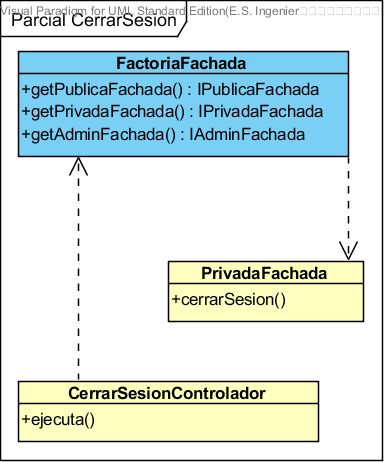 Visual Paradigm for UML Standard Edition(E.S. Ingenier
Parcial CerrarSesion
FactoriaFachada
+getPublicaFachada() : IPublicaFachada
+getPrivadaFachada() : IPrivadaFachada
+getAdminFachada() : IAdminFachada
PrivadaFachada
+cerrarSesion()
CerrarSesionControlador
+ejecuta()